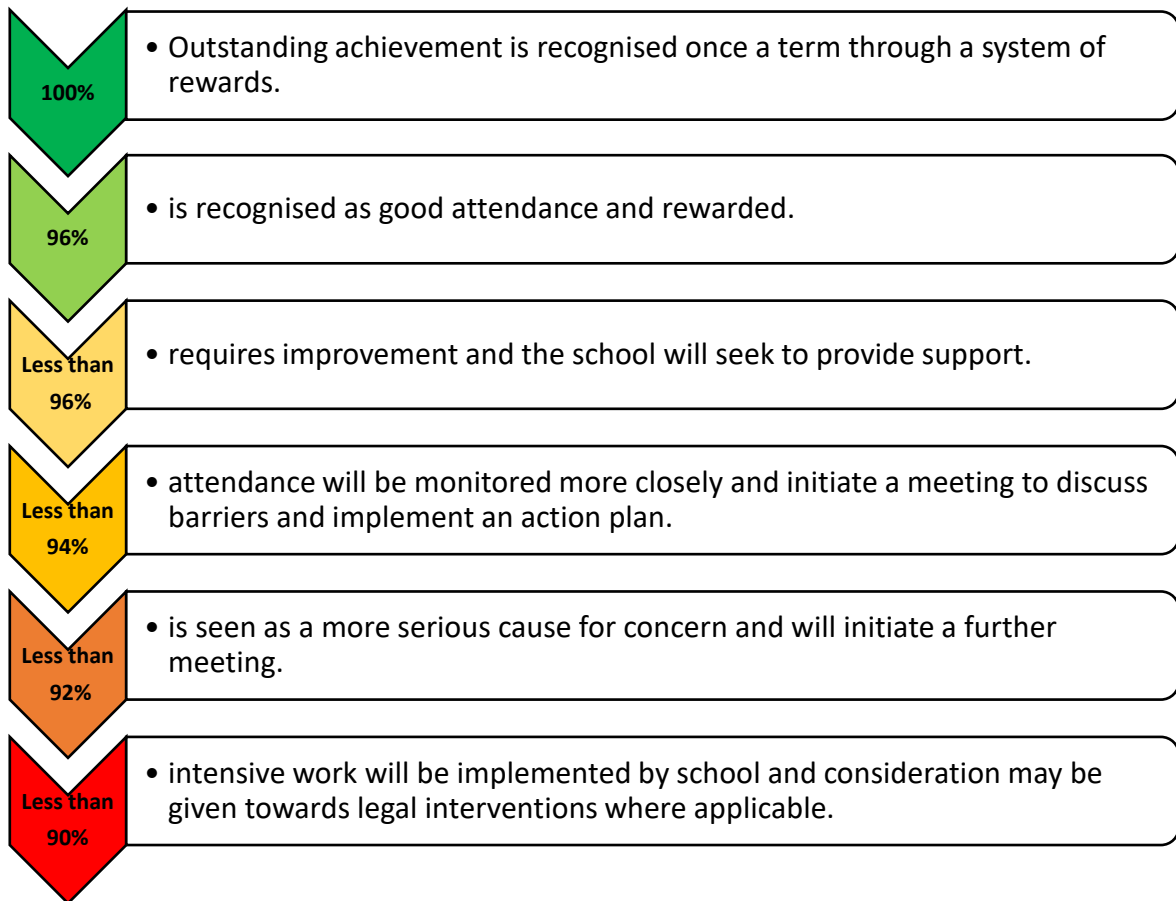 100%
• Outstanding achievement is recognised once a term through a system of
rewards.
96%
• is recognised as good attendance and rewarded.
Less than
96%
• requires improvement and the school will seek to provide support.
Less than
94%
• attendance will be monitored more closely and initiate a meeting to discuss
barriers and implement an action plan.
Less than
92%
• is seen as a more serious cause for concern and will initiate a further
meeting.
Less than
90%
• intensive work will be implemented by school and consideration may be
given towards legal interventions where applicable.